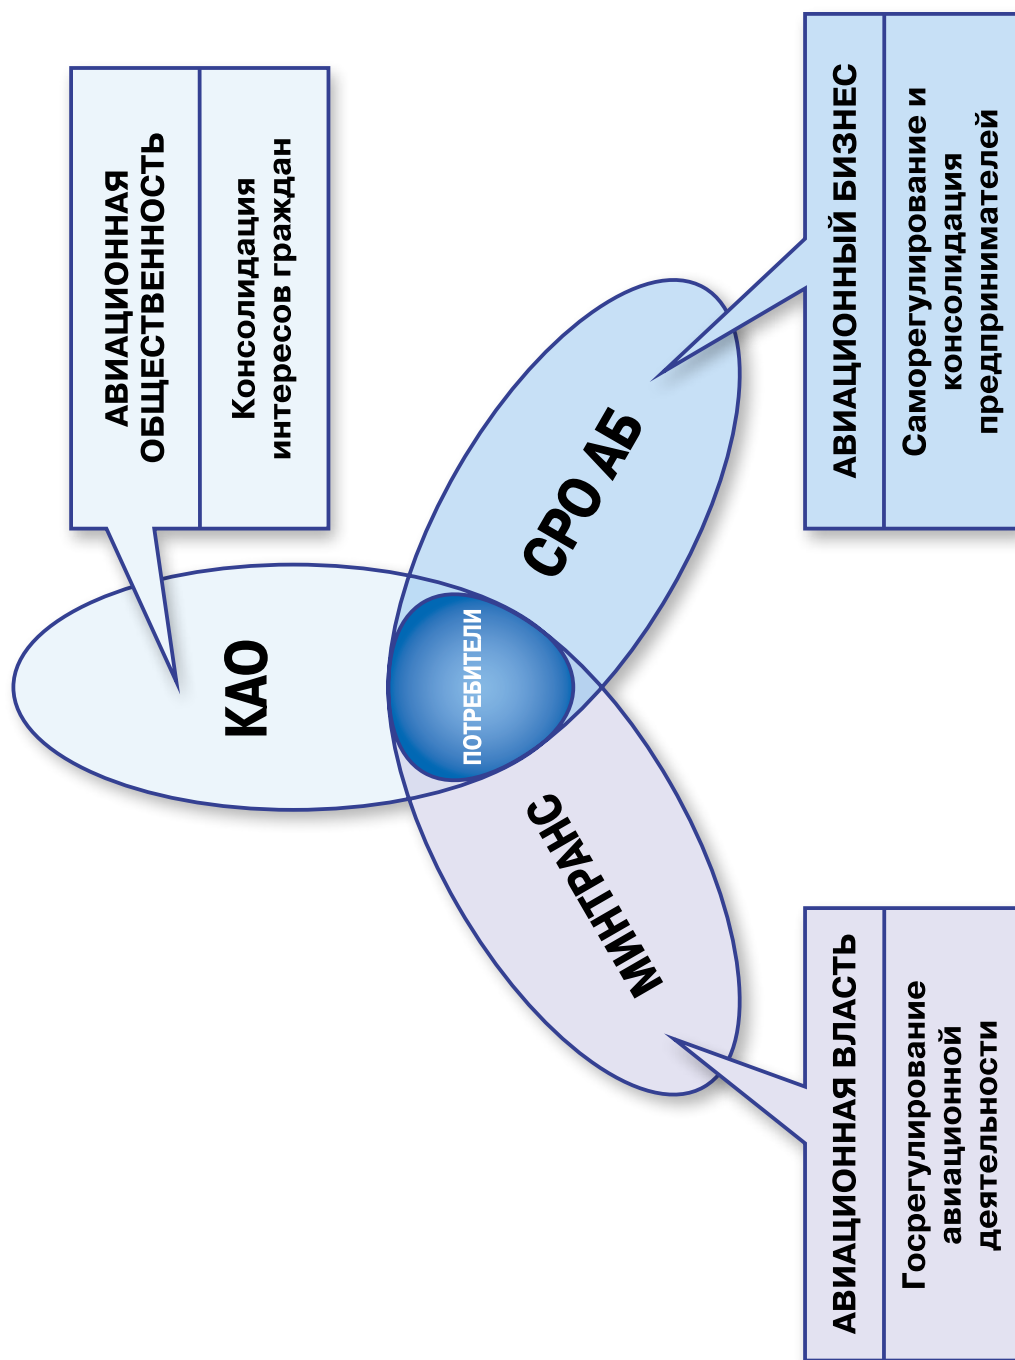 АВИАЦИОННАЯ
ОБЩЕСТВЕННОСТЬ
Консолидация
интересов граждан
КАО
ПОТРЕБИТЕЛИ
МИНТРАНС
СРО АБ
АВИАЦИОННАЯ ВЛАСТЬ
Госрегулирование
авиационной
деятельности
АВИАЦИОННЫЙ БИЗНЕС
Саморегулирование и
консолидация
предпринимателей